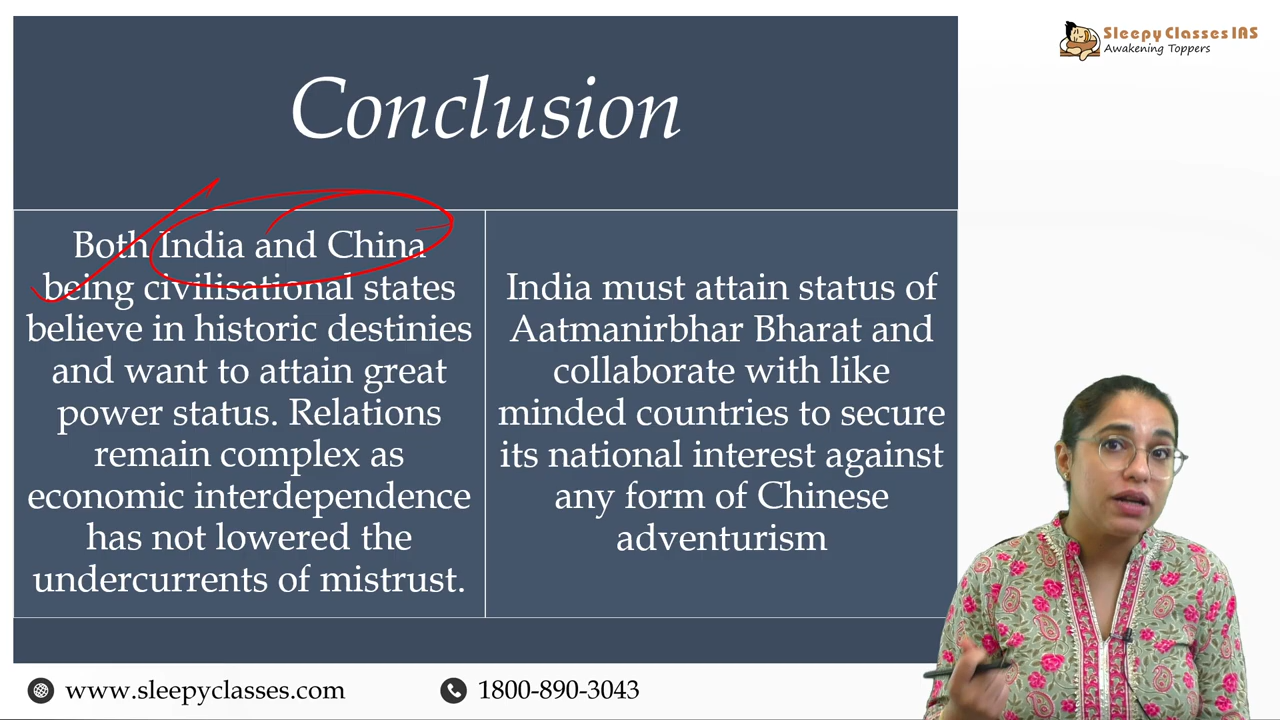 Sleepy Classes IAS
Awakening Toppers
Conclusion
Both India and China
being civilisational states
believe in historic destinies
and want to attain great
power status. Relations
remain complex as
economic interdependence
has not lowered the
undercurrents of mistrust.
India must attain status of
Aatmanirbhar Bharat and
collaborate with like
minded countries to secure
its national interest against
any form of Chinese
adventurism
www.sleepyclasses.com
1800-890-3043